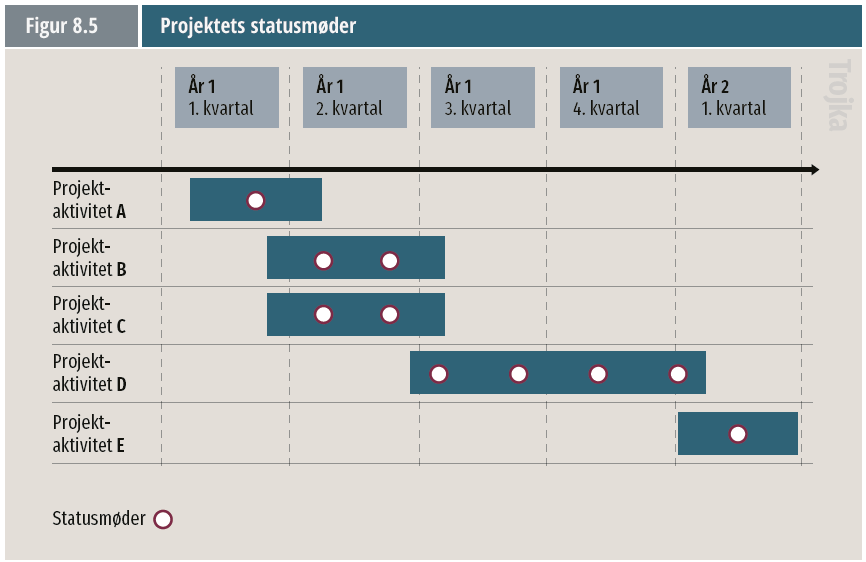 Figur 8.5
Projektets statusmøder
Trojka
År 1
1. kvartal
År 1
2. kvartal
År 1
3. kvartal
År 1
4. kvartal
År 2
1. kvartal
Projekt-
aktivitet A
Projekt-
aktivitet B
Projekt-
aktivitet C
Projekt-
aktivitet D
Projekt-
aktivitet E
Statusmøder